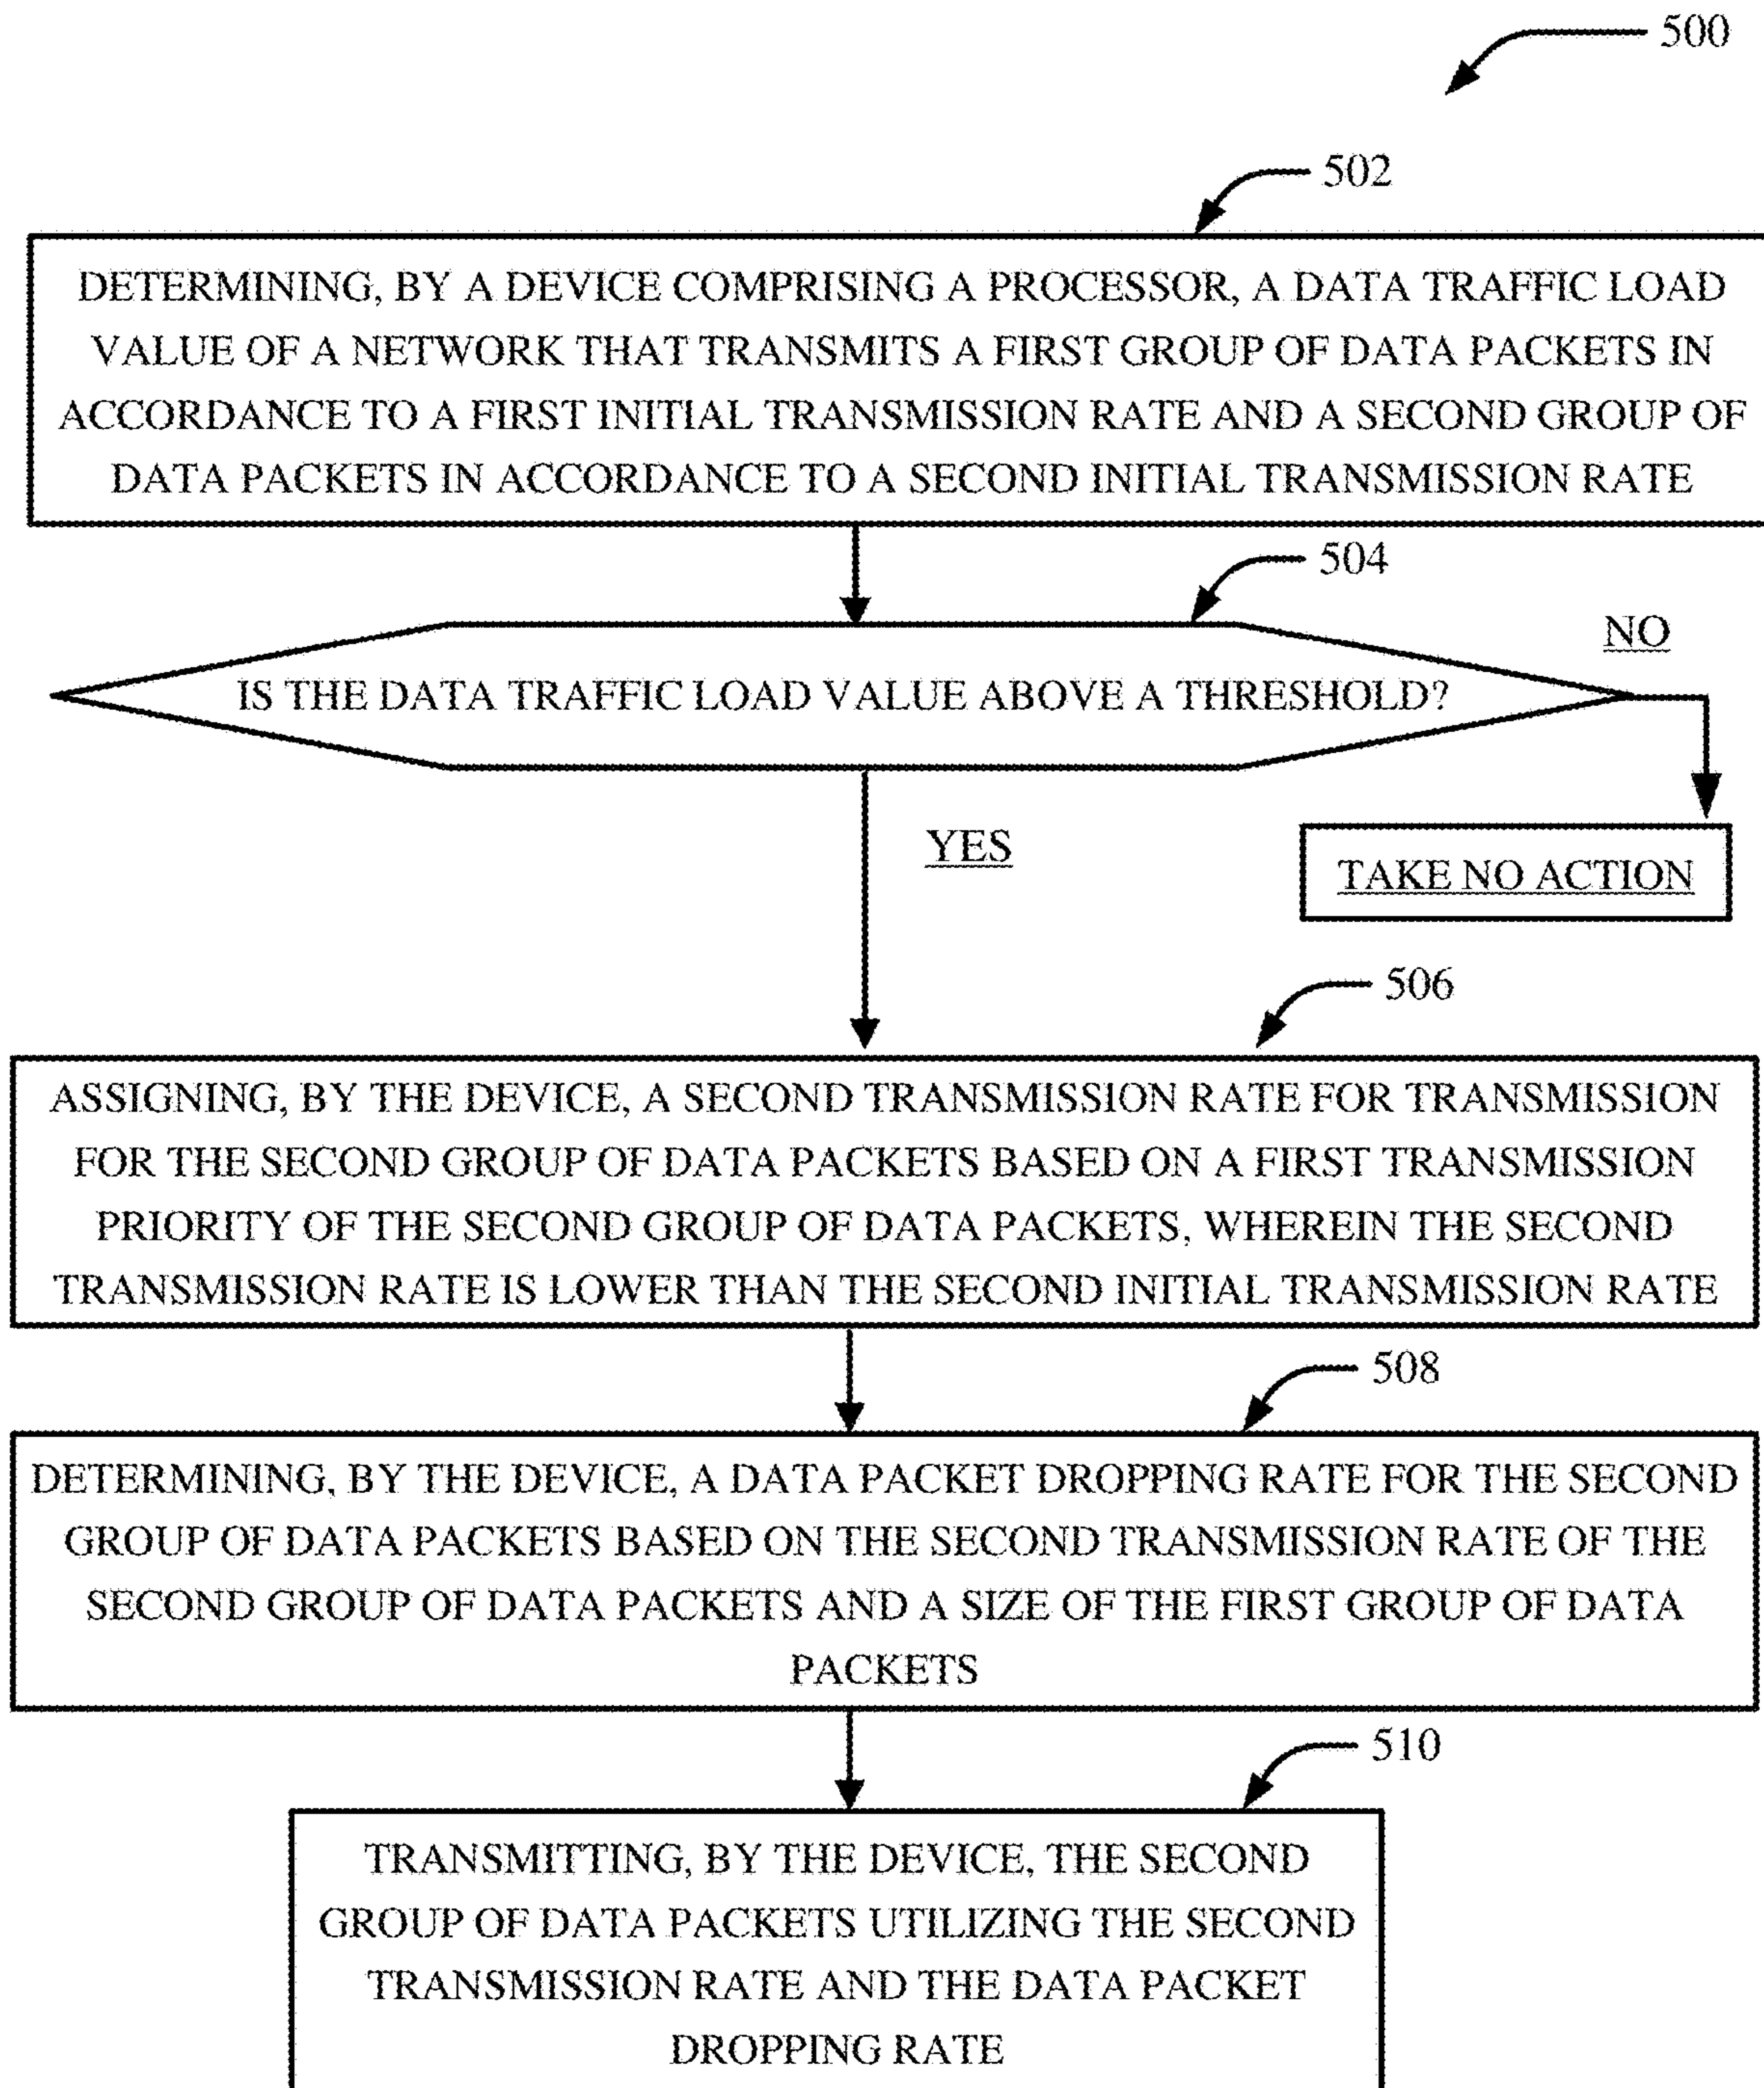 500
502
DETERMINING, BY A DEVICE COMPRISING A PROCESSOR, A DATA TRAFFIC LOAD
VALUE OF A NETWORK THAT TRANSMITS A FIRST GROUP OF DATA PACKETS IN
ACCORDANCE TO A FIRST INITIAL TRANSMISSION RATE AND A SECOND GROUP OF
DATA PACKETS IN ACCORDANCE TO A SECOND INITIAL TRANSMISSION RATE
504
NO
IS THE DATA TRAFFIC LOAD VALUE ABOVE A THRESHOLD?
YES
TAKE NO ACTION
506
ASSIGNING, BY THE DEVICE, A SECOND TRANSMISSION RATE FOR TRANSMISSION
FOR THE SECOND GROUP OF DATA PACKETS BASED ON A FIRST TRANSMISSION
PRIORITY OF THE SECOND GROUP OF DATA PACKETS, WHEREIN THE SECOND
TRANSMISSION RATE IS LOWER THAN THE SECOND INITIAL TRANSMISSION RATE
508
DETERMINING, BY THE DEVICE, A DATA PACKET DROPPING RATE FOR THE SECOND
GROUP OF DATA PACKETS BASED ON THE SECOND TRANSMISSION RATE OF THE
SECOND GROUP OF DATA PACKETS AND A SIZE OF THE FIRST GROUP OF DATA
PACKETS
510
TRANSMITTING, BY THE DEVICE, THE SECOND
GROUP OF DATA PACKETS UTILIZING THE SECOND
TRANSMISSION RATE AND THE DATA PACKET
DROPPING RATE